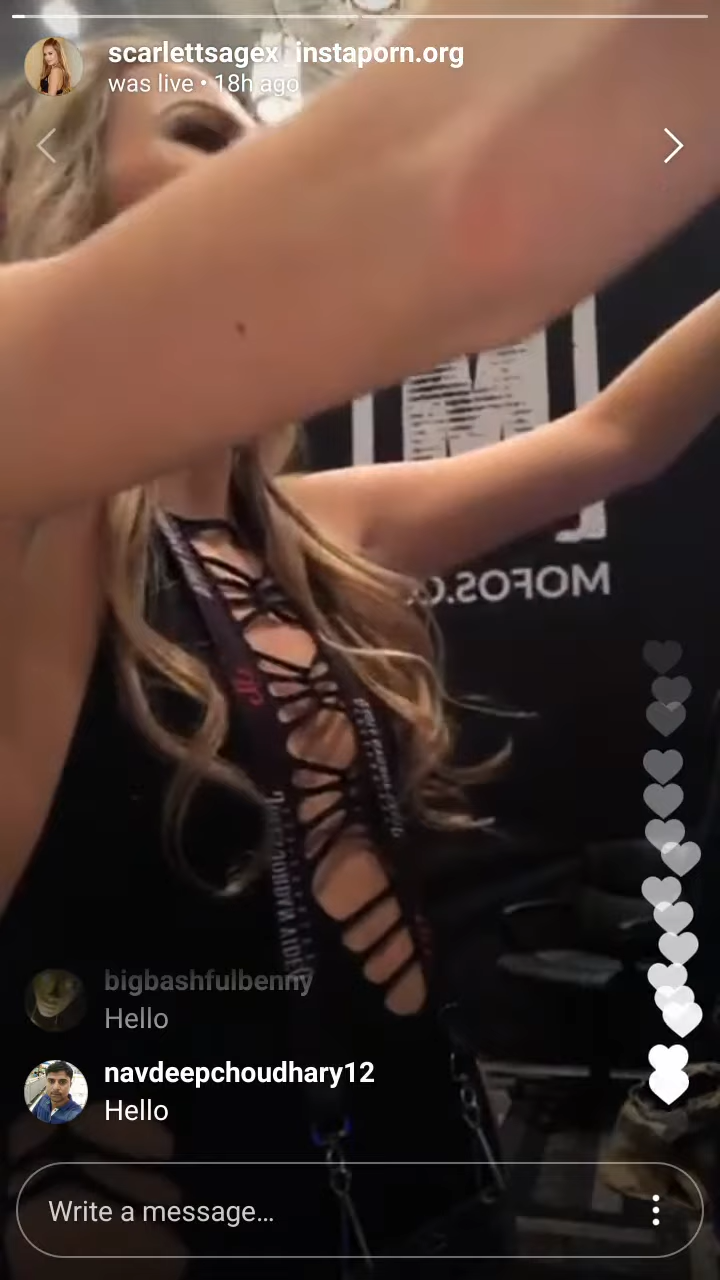 scarlettsagex_instaporn.org
was live • 18h ago
M
MOFOS.C
bigbashfulbenny
Hello
navdeepchoudhary12
Hello
Write a message…